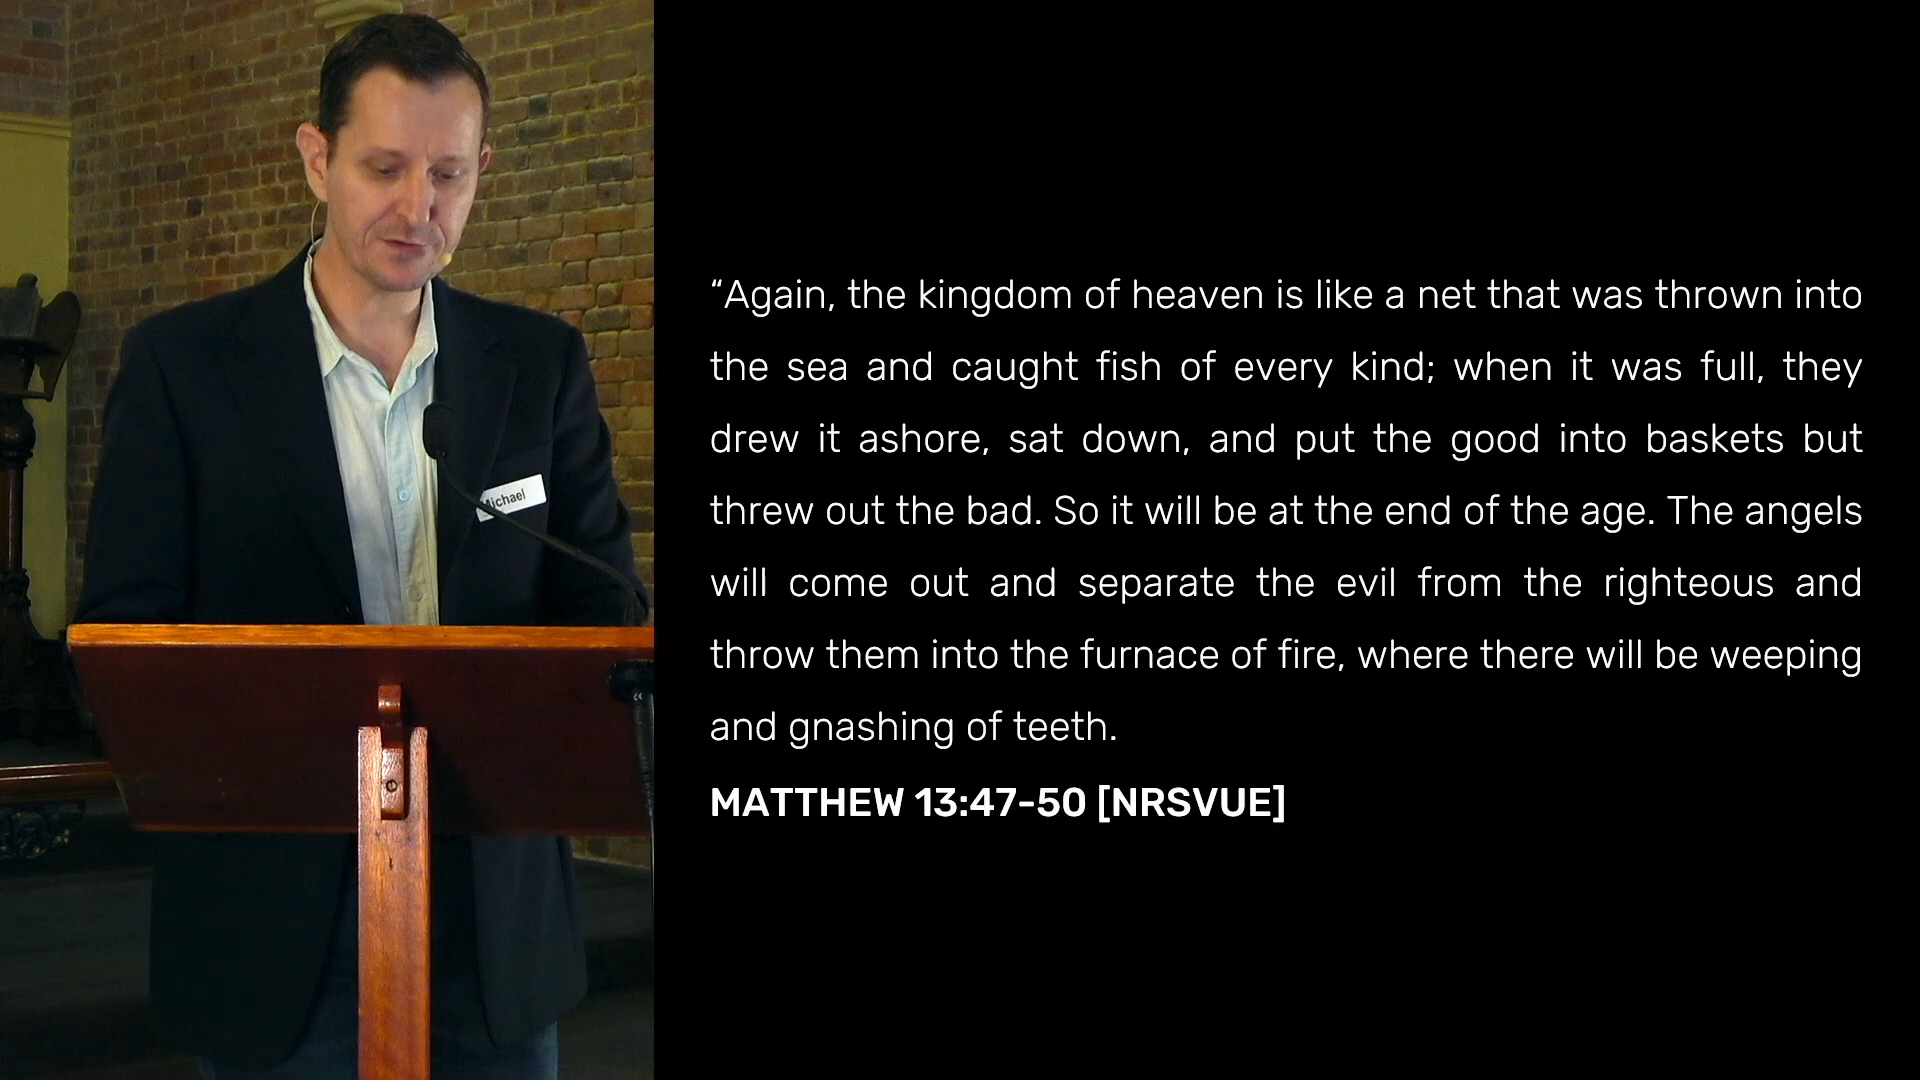 Michael
“Again, the kingdom of heaven is like a net that was thrown into
the sea and caught fish of every kind; when it was full, they
drew it ashore, sat down, and put the good into baskets but
threw out the bad. So it will be at the end of the age. The angels
will come out and separate the evil from the righteous and
throw them into the furnace of fire, where there will be weeping
and gnashing of teeth.
MATTHEW 13:47-50 [NRSVUE]